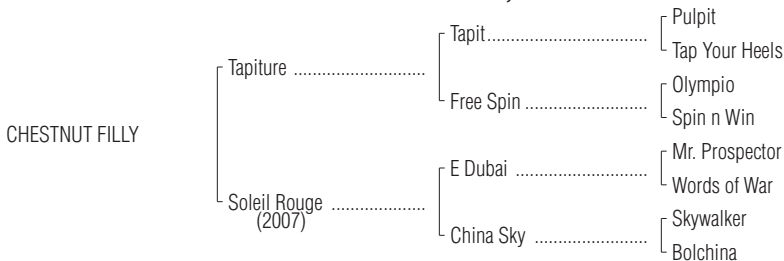 Pulpit
Tapit
Tap Your Heels
Tapiture
Olympio
Free Spin
Spin n Win
CHESTNUT FILLY
Mr. Prospector
E Dubai
Words of War
Soleil Rouge
(2007)
Skywalker
China Sky
Bolchina